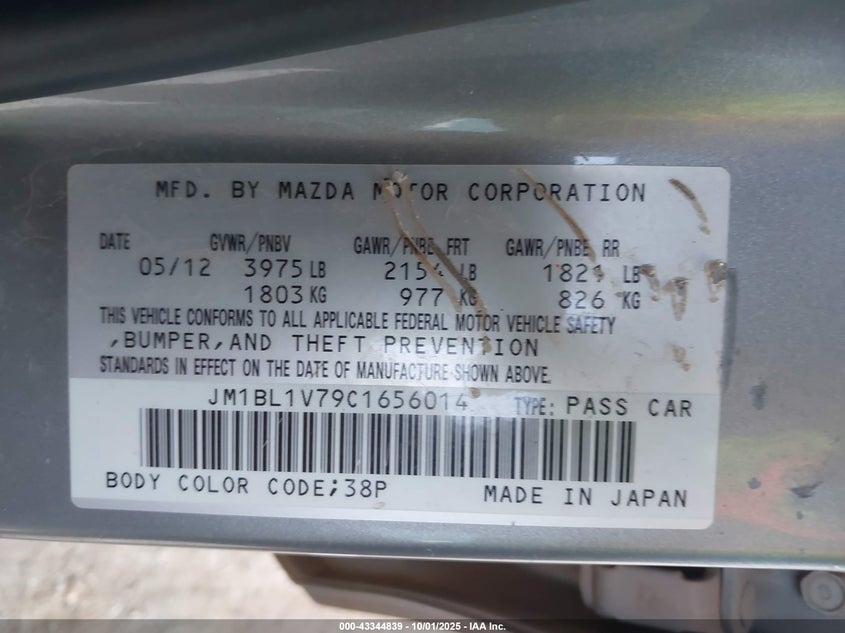 MFD. BY MAZDA MOTOR CORPORATION
DATE GVWR/PNBV GAWR/PNBE FRT GAWR/PNBE RR
05/12 3975 LB 2154 LB 1821 LB
1803 KG 977 KG 826 KG
THIS VEHICLE CONFORMS TO ALL APPLICABLE FEDERAL MOTOR VEHICLE SAFETY
,BUMPER,AND THEFT PREVENTION
STANDARDS IN EFFECT ON THE DATE OF MANUFACTURE SHOWN ABOVE.
JM1BL1V79C1656014 TYPE: PASS CAR
BODY COLOR CODE;38P MADE IN JAPAN
000-43344839 - 10/01/2025 - IAA Inc.